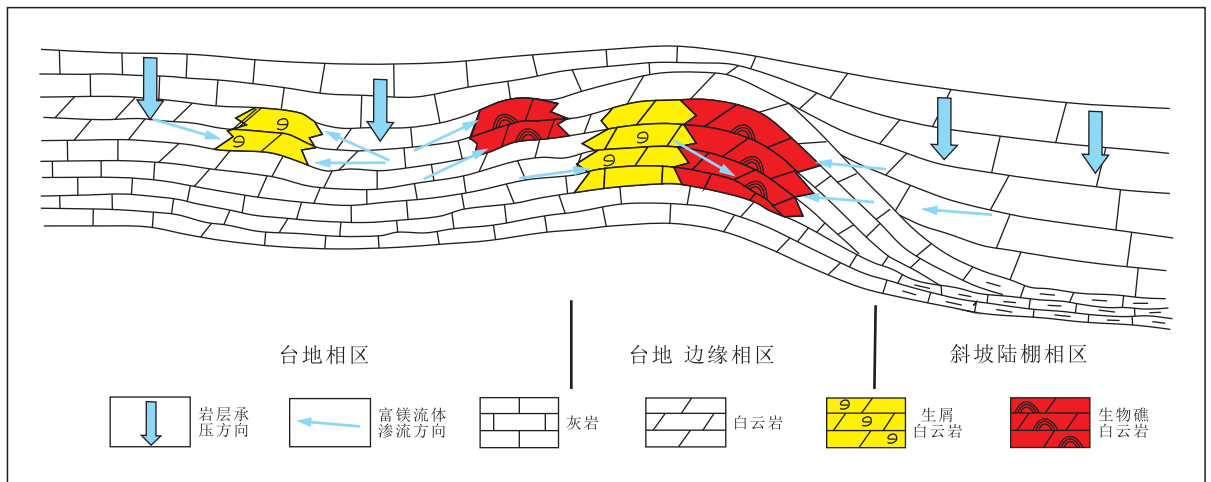 台地相区
台地 边缘相区
斜坡陆棚相区
岩层承
压方向
富镁流体
渗流方向
灰岩
白云岩
生屑
白云岩
生物礁
白云岩